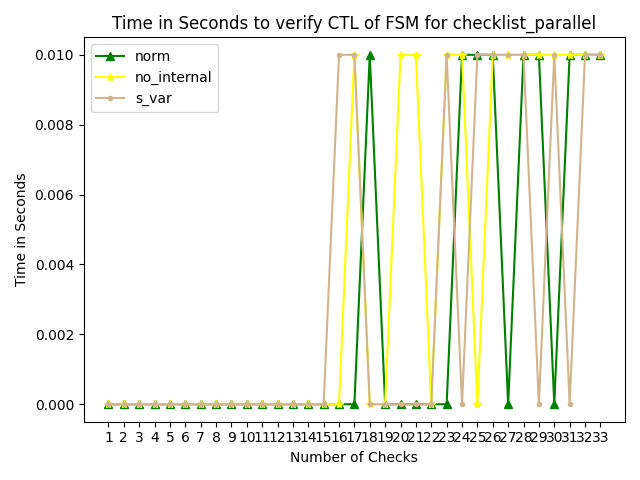 Time in Seconds to verify CTL of FSM for checklist_parallel
norm
no_internal
s_var
0.010
0.008
0.006
0.004
0.002
0.000
Time in Seconds
1 2 3 4 5 6 7 8 9 10 11 12 13 14 15 16 17 18 19 20 21 22 23 24 25 26 27 28 29 30 31 32 33
Number of Checks